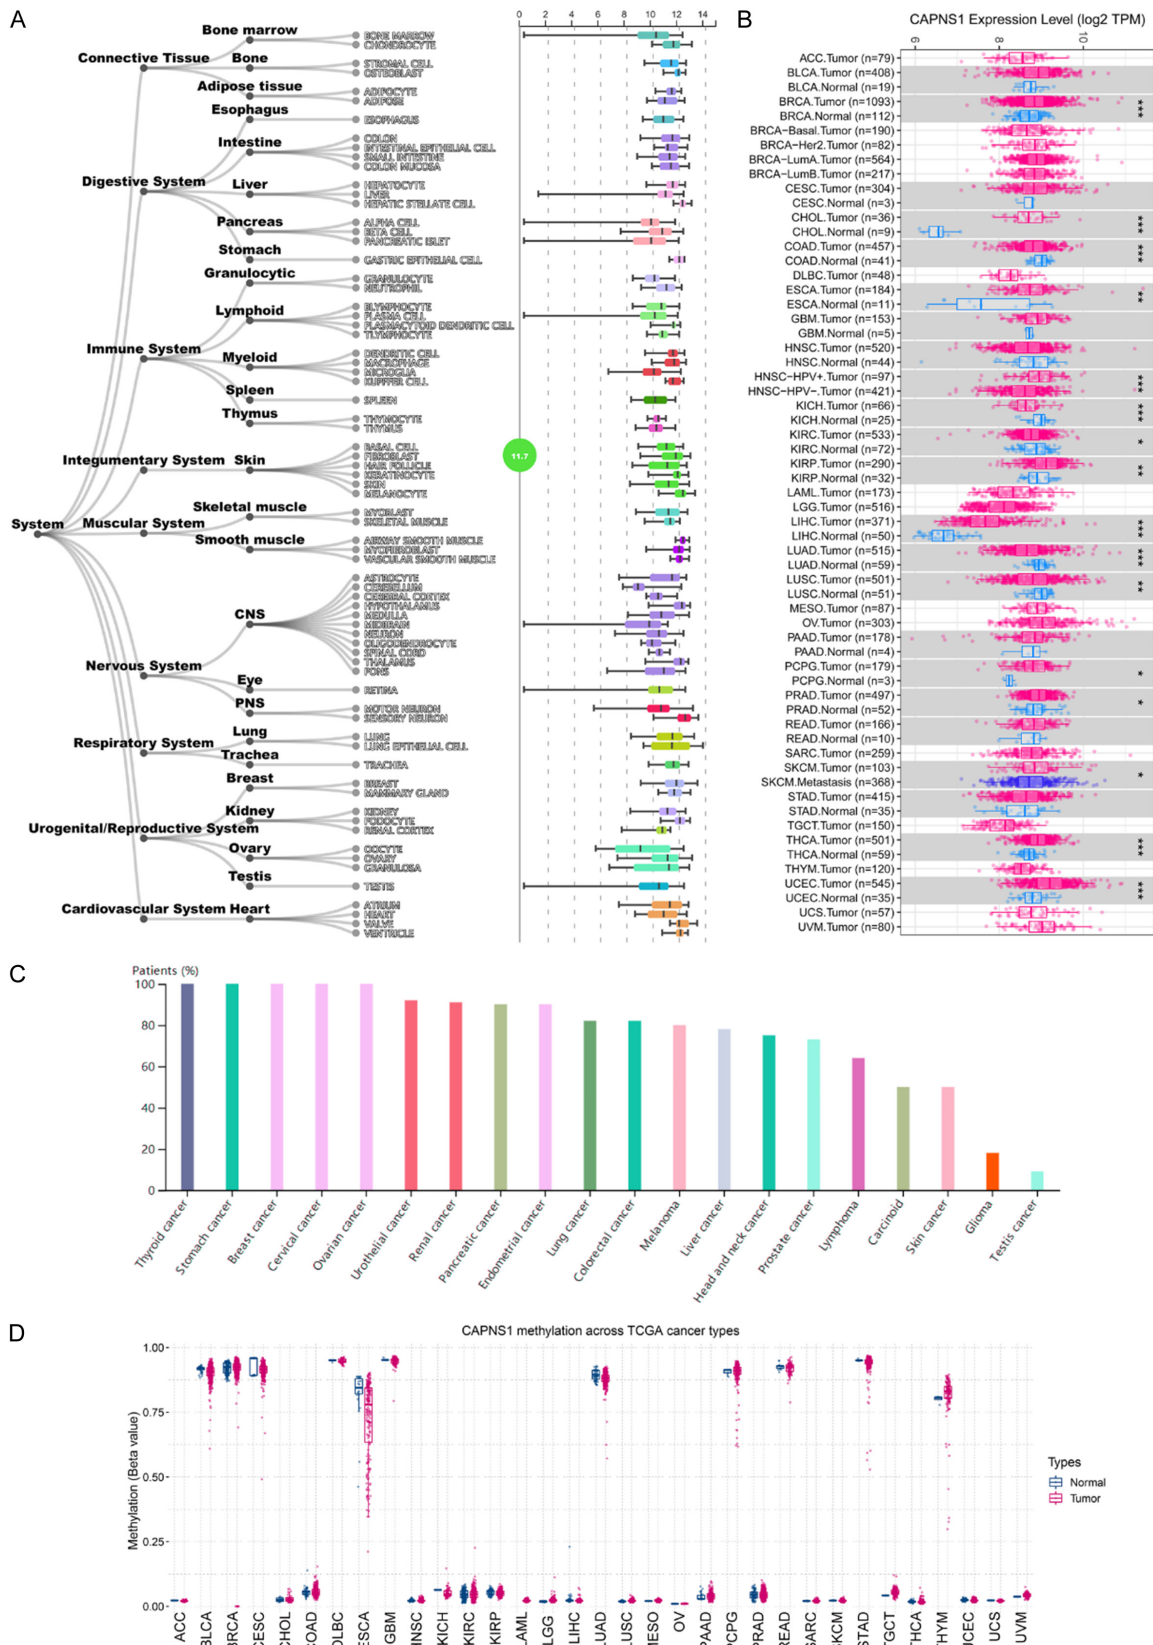 A
0 2 4 6 8 10 12 14
System
Connective Tissue
Bone marrow
BONE MARROW
CHONDROCYTE
Bone
STROMAL CELL
OSTEOBLAST
Adipose tissue
ADIPOCYTE
ADIPOSE
Digestive System
Esophagus
ESOPHAGUS
Intestine
COLON
INTESTINAL EPITHELIAL CELL
SMALL INTESTINE
COLON MUCOSA
Liver
HEPATOCYTE
LIVER
HEPATIC STELLATE CELL
Pancreas
ALPHA CELL
BETA CELL
PANCREATIC ISLET
Stomach
GASTRIC EPITHELIAL CELL
Immune System
Granulocytic
GRANULOCYTE
NEUTROPHIL
Lymphoid
BLYMPHOCYTE
PLASMA CELL
PLASMACYTOID DENDRITIC CELL
TLYMPHOCYTE
Myeloid
DENDRITIC CELL
MACROPHAGE
MICROGLIA
KUPFFER CELL
Spleen
SPLEEN
Thymus
THYMOCYTE
THYMUS
Integumentary System
Skin
BASAL CELL
FIBROBLAST
HAIR FOLLICLE
KERATINOCYTE
SKIN
MELANOCYTE
11.7
Muscular System
Skeletal muscle
MYOBLAST
SKELETAL MUSCLE
Smooth muscle
AIRWAY SMOOTH MUSCLE
MYOFIBROBLAST
VASCULAR SMOOTH MUSCLE
Nervous System
CNS
ASTROCYTE
CEREBELLUM
CEREBRAL CORTEX
HYPOTHALAMUS
MEDULLA
MIDBRAIN
NEURON
OLIGODENDROCYTE
SPINAL CORD
THALAMUS
PONS
Eye
RETINA
PNS
MOTOR NEURON
SENSORY NEURON
Respiratory System
Lung
LUNG
LUNG EPITHELIAL CELL
Trachea
TRACHEA
Urogenital/Reproductive System
Breast
BREAST
MAMMARY GLAND
Kidney
KIDNEY
PODOCYTE
RENAL CORTEX
Ovary
OOCYTE
OVARY
GRANULOSA
Testis
TESTIS
Cardiovascular System
Heart
ATRIUM
HEART
VALVE
VENTRICLE
B
CAPNS1 Expression Level (log2 TPM)
6 8 10
ACC.Tumor (n=79)
BLCA.Tumor (n=408)
BLCA.Normal (n=19)
BRCA.Tumor (n=1093)
BRCA.Normal (n=112)
***
BRCA-Basal.Tumor (n=190)
BRCA-Her2.Tumor (n=82)
BRCA-LumA.Tumor (n=564)
BRCA-LumB.Tumor (n=217)
CESC.Tumor (n=304)
CESC.Normal (n=3)
CHOL.Tumor (n=36)
CHOL.Normal (n=9)
***
COAD.Tumor (n=457)
COAD.Normal (n=41)
***
DLBC.Tumor (n=48)
ESCA.Tumor (n=184)
ESCA.Normal (n=11)
**
GBM.Tumor (n=153)
GBM.Normal (n=5)
HNSC.Tumor (n=520)
HNSC.Normal (n=44)
HNSC-HPV+.Tumor (n=97)
HNSC-HPV-.Tumor (n=421)
***
KICH.Tumor (n=66)
KICH.Normal (n=25)
***
KIRC.Tumor (n=533)
KIRC.Normal (n=72)
*
KIRP.Tumor (n=290)
KIRP.Normal (n=32)
**
LAML.Tumor (n=173)
LGG.Tumor (n=516)
LIHC.Tumor (n=371)
LIHC.Normal (n=50)
***
LUAD.Tumor (n=515)
LUAD.Normal (n=59)
***
LUSC.Tumor (n=501)
LUSC.Normal (n=51)
**
MESO.Tumor (n=87)
OV.Tumor (n=303)
PAAD.Tumor (n=178)
PAAD.Normal (n=4)
PCPG.Tumor (n=179)
PCPG.Normal (n=3)
*
PRAD.Tumor (n=497)
PRAD.Normal (n=52)
*
READ.Tumor (n=166)
READ.Normal (n=10)
SARC.Tumor (n=259)
SKCM.Tumor (n=103)
SKCM.Metastasis (n=368)
*
STAD.Tumor (n=415)
STAD.Normal (n=35)
TGCT.Tumor (n=150)
THCA.Tumor (n=501)
THCA.Normal (n=59)
***
THYM.Tumor (n=120)
UCEC.Tumor (n=545)
UCEC.Normal (n=35)
***
UCS.Tumor (n=57)
UVM.Tumor (n=80)
C
Patients (%)
100
80
60
40
20
0
Thyroid cancer
Stomach cancer
Breast cancer
Cervical cancer
Ovarian cancer
Urothelial cancer
Renal cancer
Pancreatic cancer
Endometrial cancer
Lung cancer
Colorectal cancer
Melanoma
Liver cancer
Head and neck cancer
Prostate cancer
Lymphoma
Carcinoid
Skin cancer
Glioma
Testis cancer
D
CAPNS1 methylation across TCGA cancer types
Methylation (Beta value)
1.00
0.75
0.50
0.25
0.00
Types
Normal
Tumor
ACC
BLCA
BRCA
CESC
CHOL
COAD
DLBC
ESCA
GBM
HNSC
KICH
KIRC
KIRP
LAML
LGG
LIHC
LUAD
LUSC
MESO
OV
PAAD
PCPG
PRAD
READ
SARC
SKCM
STAD
TGCT
THCA
THYM
UCEC
UCS
UVM